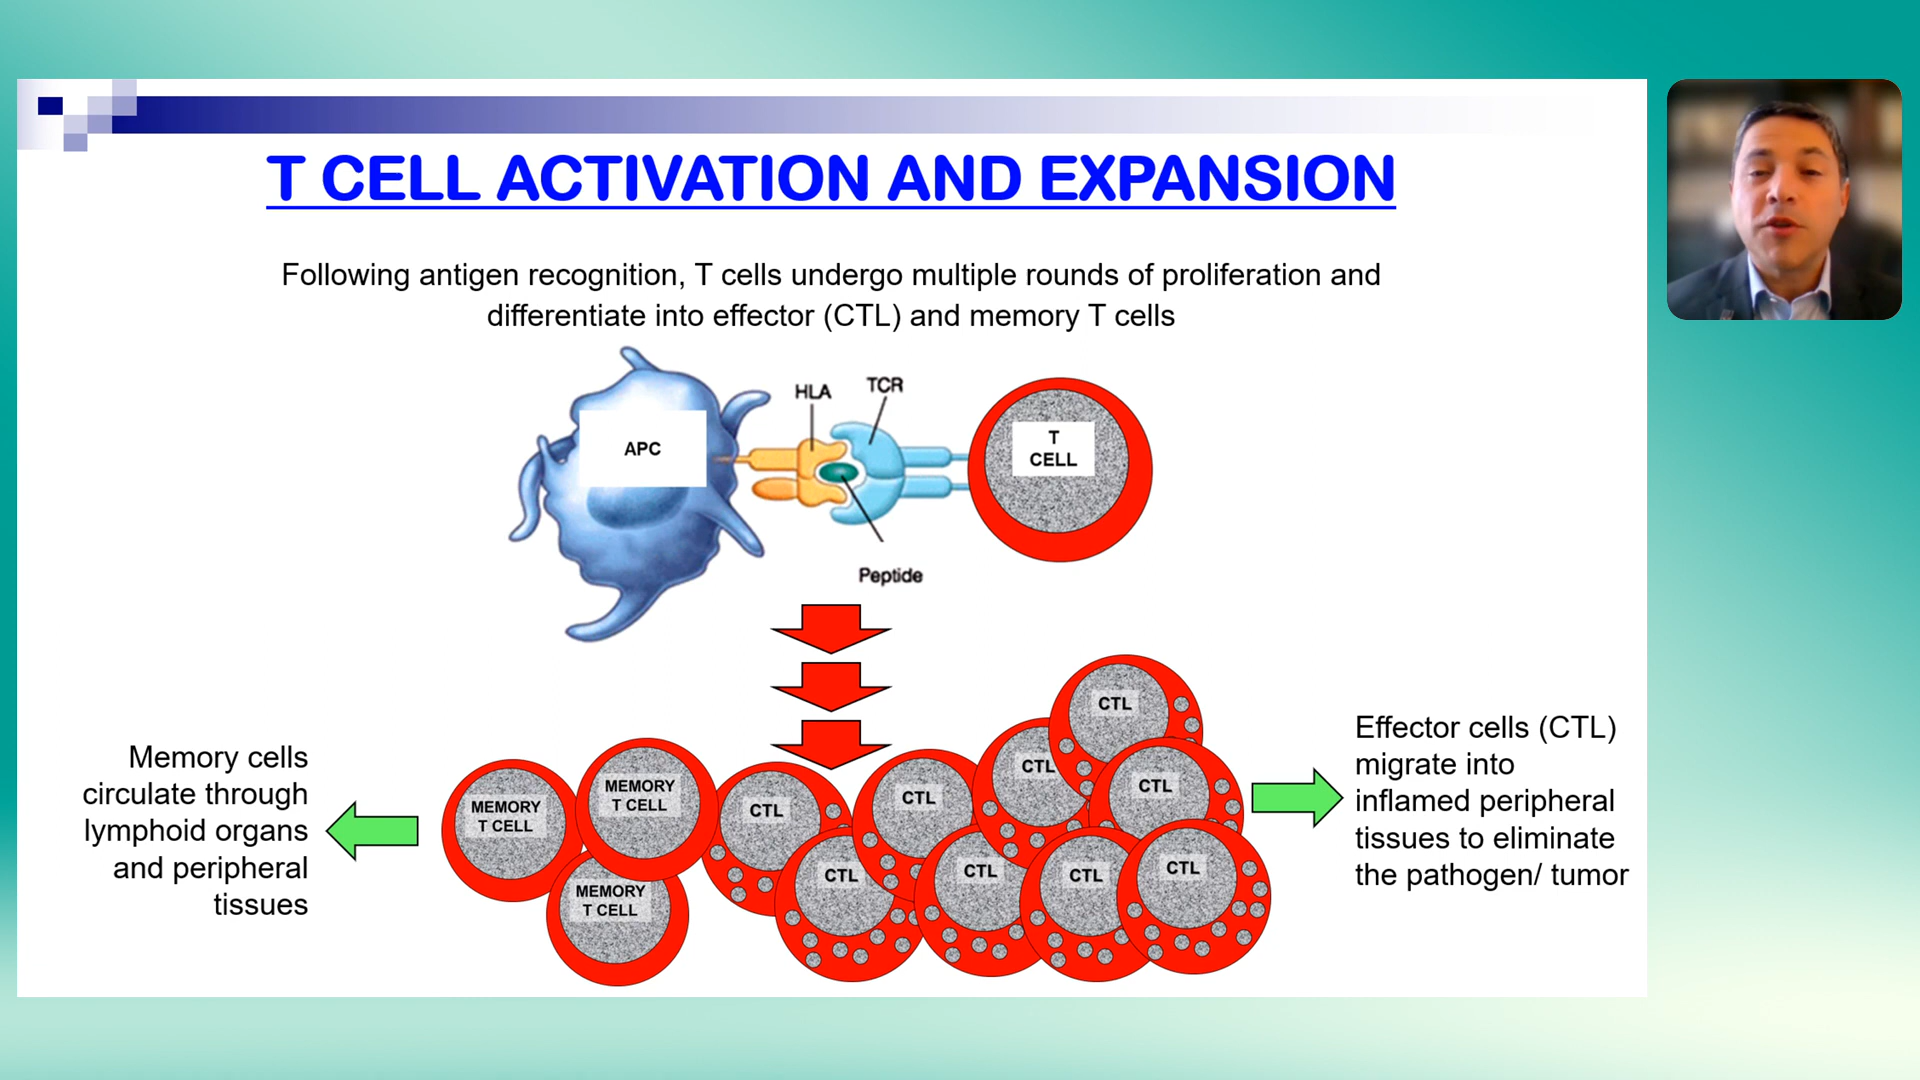 T CELL ACTIVATION AND EXPANSION
Following antigen recognition, T cells undergo multiple rounds of proliferation and
differentiate into effector (CTL) and memory T cells
HLA
TCR
APC
T
CELL
Peptide
Memory cells
circulate through
lymphoid organs
and peripheral
tissues
MEMORY
T CELL
MEMORY
T CELL
MEMORY
T CELL
CTL
CTL
CTL
CTL
CTL
CTL
CTL
CTL
CTL
Effector cells (CTL)
migrate into
inflamed peripheral
tissues to eliminate
the pathogen/ tumor